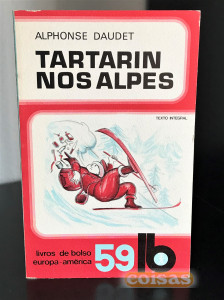 ALPHONSE DAUDET
TARTARIN
NOS ALPES
TEXTO INTEGRAL
livros de bolso
europa-américa
59 lb
coisas